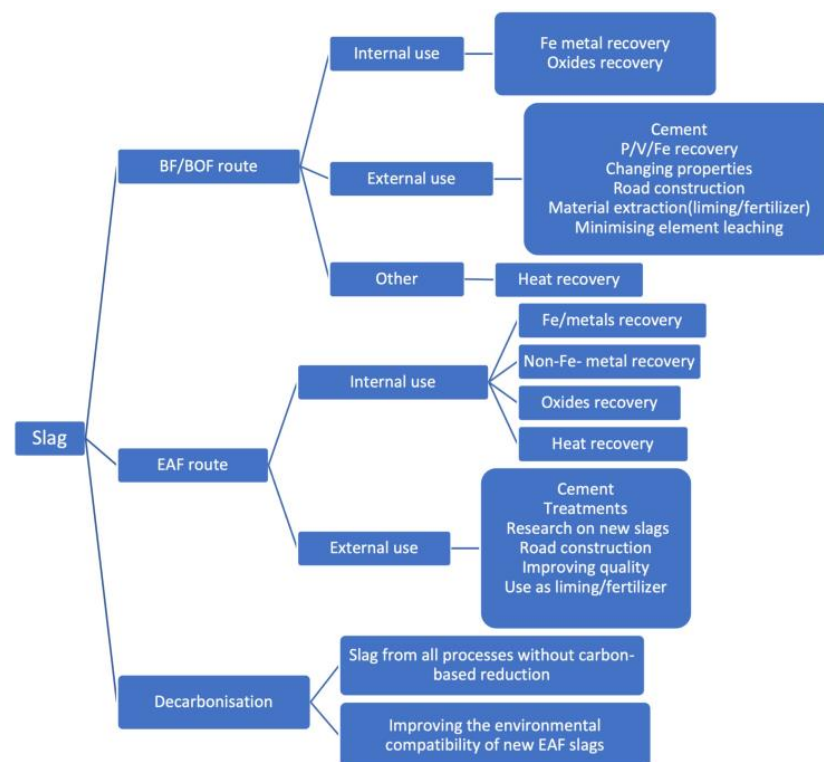 Slag
BF/BOF route
Internal use
Fe metal recovery
Oxides recovery
External use
Cement
P/V/Fe recovery
Changing properties
Road construction
Material extraction(liming/fertilizer)
Minimising element leaching
Other
Heat recovery
EAF route
Internal use
Fe/metals recovery
Non-Fe- metal recovery
Oxides recovery
Heat recovery
External use
Cement
Treatments
Research on new slags
Road construction
Improving quality
Use as liming/fertilizer
Decarbonisation
Slag from all processes without carbon-
based reduction
Improving the environmental
compatibility of new EAF slags